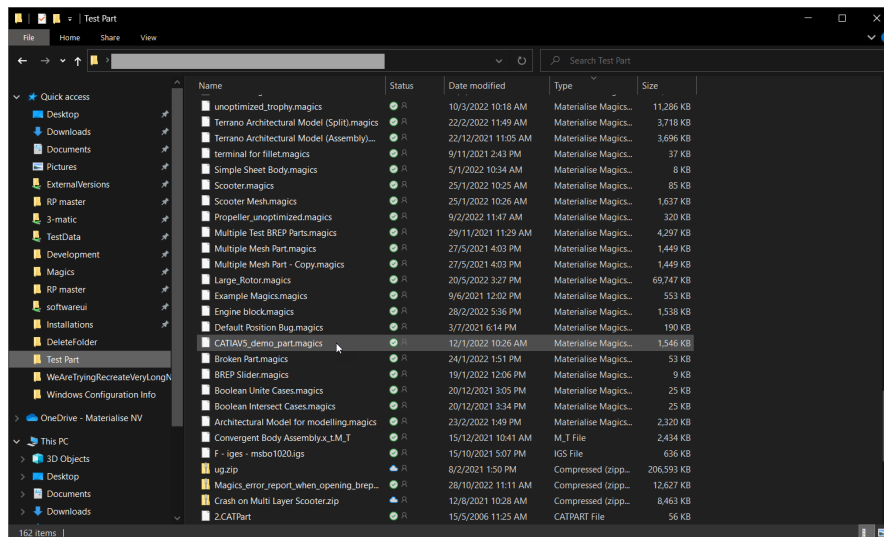 Test Part
File Home Share View
Search Test Part
Name Status Date modified Type Size
Quick access
Desktop
Downloads
Documents
Pictures
ExternalVersions
RP master
3-matic
TestData
Development
Magics
RP master
softwareui
Installations
DeleteFolder
Test Part
WeAreTryingRecreateVeryLongN
Windows Configuration Info
OneDrive - Materialise NV
This PC
3D Objects
Desktop
Documents
Downloads
unoptimized_trophy.magics 10/3/2022 10:18 AM Materialise Magics... 11,286 KB
Terrano Architectural Model (Split).magics 22/2/2022 11:49 AM Materialise Magics... 3,718 KB
Terrano Architectural Model (Assembly).... 22/12/2021 11:05 AM Materialise Magics... 3,696 KB
terminal for fillet.magics 9/11/2021 2:43 PM Materialise Magics... 37 KB
Simple Sheet Body.magics 5/1/2022 10:34 AM Materialise Magics... 8 KB
Scooter.magics 25/1/2022 10:25 AM Materialise Magics... 85 KB
Scooter Mesh.magics 25/1/2022 10:26 AM Materialise Magics... 1,637 KB
Propeller_unoptimized.magics 9/2/2022 11:47 AM Materialise Magics... 320 KB
Multiple Test BREP Parts.magics 29/11/2021 11:29 AM Materialise Magics... 4,297 KB
Multiple Mesh Part.magics 27/5/2021 4:03 PM Materialise Magics... 1,449 KB
Multiple Mesh Part - Copy.magics 27/5/2021 4:03 PM Materialise Magics... 1,449 KB
Large_Rotor.magics 20/5/2022 3:27 PM Materialise Magics... 69,747 KB
Example Magics.magics 9/6/2021 12:02 PM Materialise Magics... 553 KB
Engine block.magics 28/2/2022 5:36 PM Materialise Magics... 1,538 KB
Default Position Bug.magics 3/7/2021 6:14 PM Materialise Magics... 190 KB
CATIAV5_demo_part.magics 12/1/2022 10:26 AM Materialise Magics... 1,546 KB
Broken Part.magics 24/1/2022 1:51 PM Materialise Magics... 53 KB
BREP Slider.magics 19/1/2022 12:06 PM Materialise Magics... 9 KB
Boolean Unite Cases.magics 20/12/2021 3:05 PM Materialise Magics... 25 KB
Boolean Intersect Cases.magics 20/12/2021 3:34 PM Materialise Magics... 25 KB
Architectural Model for modelling.magics 23/2/2022 1:49 PM Materialise Magics... 2,320 KB
Convergent Body Assembly.x_t.M_T 15/12/2021 10:41 AM M_T File 2,434 KB
F - iges - msbo1020.igs 15/10/2021 5:07 PM IGS File 636 KB
ug.zip 8/2/2021 1:50 PM Compressed (zipp... 206,593 KB
Magics_error_report_when_opening_brep... 28/10/2022 11:11 AM Compressed (zipp... 12,627 KB
Crash on Multi Layer Scooter.zip 12/8/2021 10:28 AM Compressed (zipp... 8,463 KB
2.CATPart 15/5/2006 11:25 AM CATPART File 56 KB
162 items